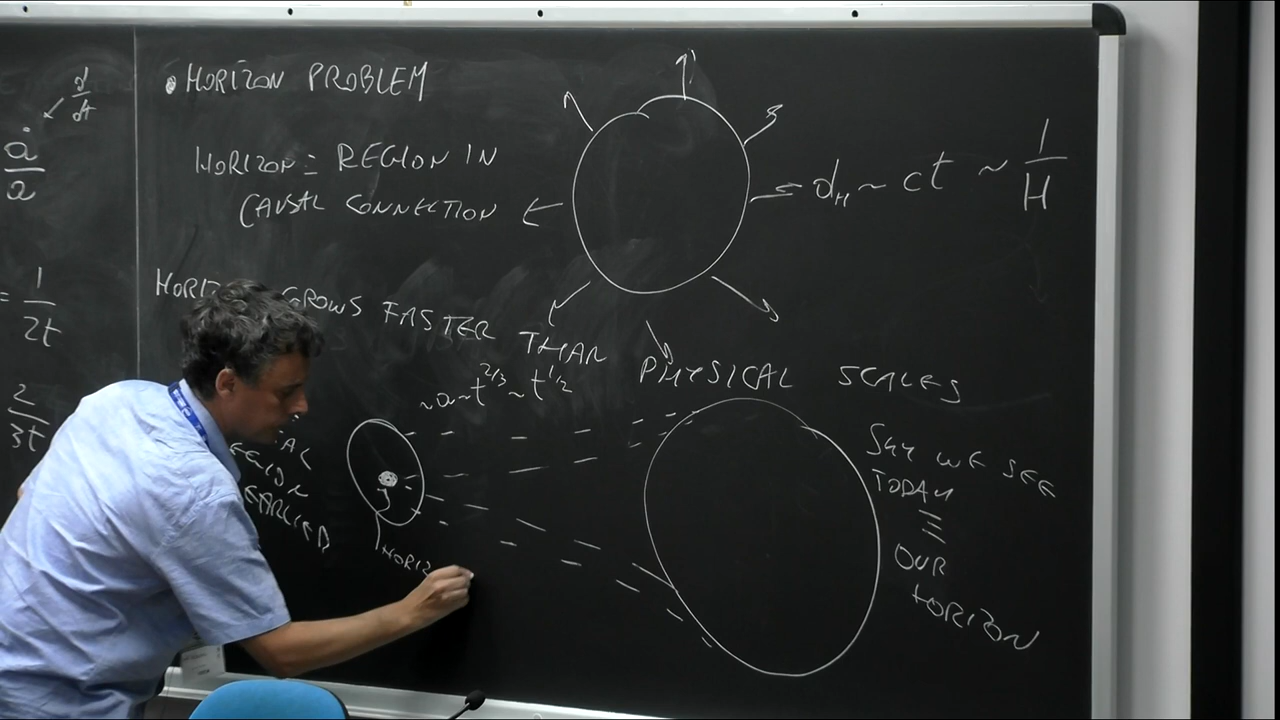 d/dt
ȧ/a
= 1/2t
2/3t
• HORIZON PROBLEM
HORIZON = REGION IN
CAUSAL CONNECTION
d_H ~ ct ~ 1/H
GROWS FASTER THAN PHYSICAL SCALES
~a~t^2/3 ~ t^1/2
EARLIER
HORIZ
SKY WE SEE
TODAY
≡
OUR
HORIZON